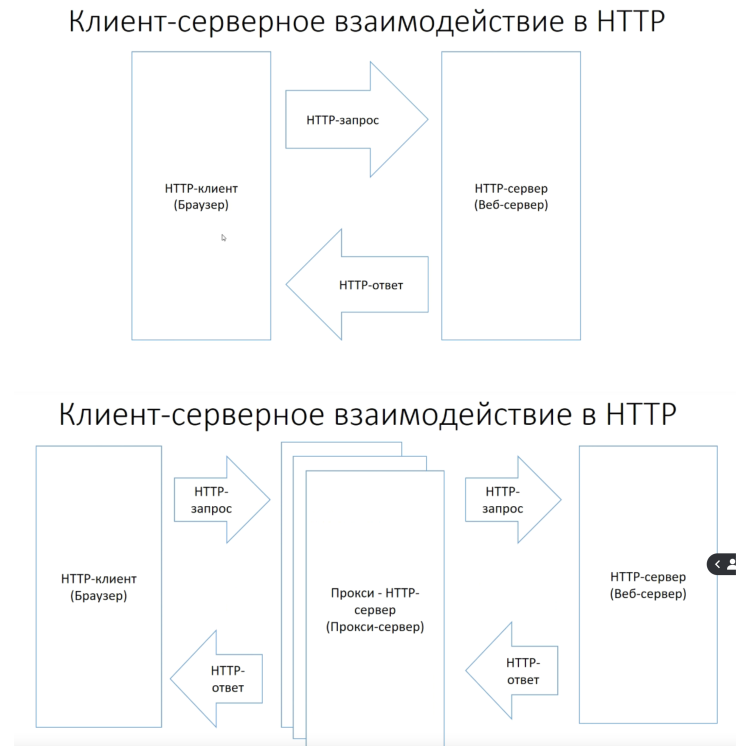 Клиент-серверное взаимодействие в HTTP
HTTP-запрос
HTTP-клиент
(Браузер)
HTTP-сервер
(Веб-сервер)
HTTP-ответ
Клиент-серверное взаимодействие в HTTP
HTTP-
запрос
HTTP-
запрос
HTTP-клиент
(Браузер)
Прокси - HTTP-
сервер
(Прокси-сервер)
HTTP-сервер
(Веб-сервер)
HTTP-
ответ
HTTP-
ответ